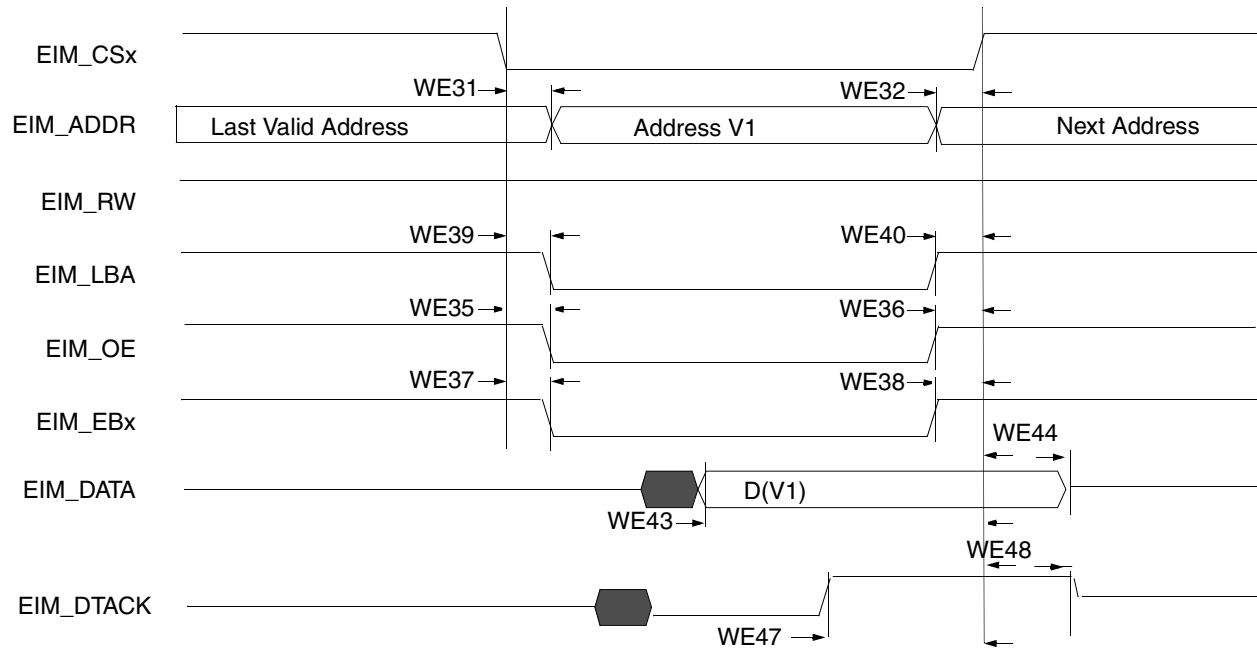 EIM_CSx
WE31
WE32
EIM_ADDR
Last Valid Address
Address V1
Next Address
EIM_RW
WE39
WE40
EIM_LBA
WE35
WE36
EIM_OE
WE37
WE38
EIM_EBx
WE44
EIM_DATA
D(V1)
WE43
WE48
EIM_DTACK
WE47